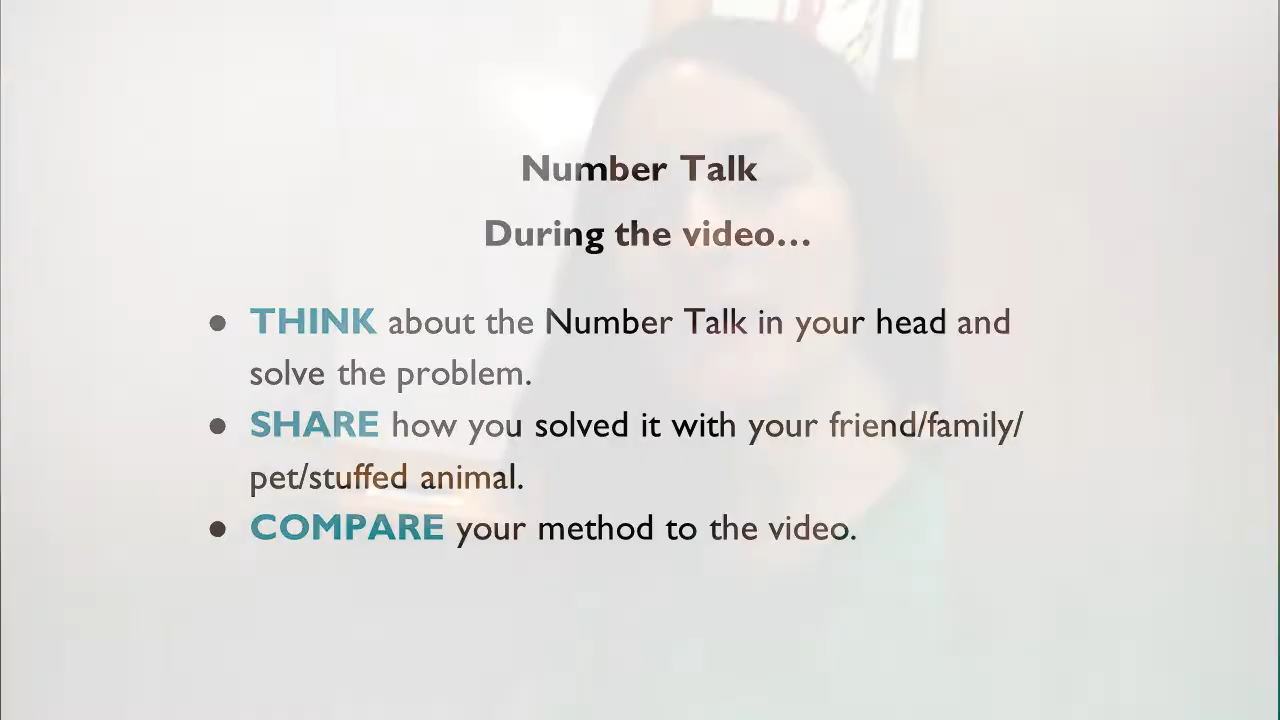 Number Talk
During the video...
● THINK about the Number Talk in your head and
solve the problem.
● SHARE how you solved it with your friend/family/
pet/stuffed animal.
● COMPARE your method to the video.